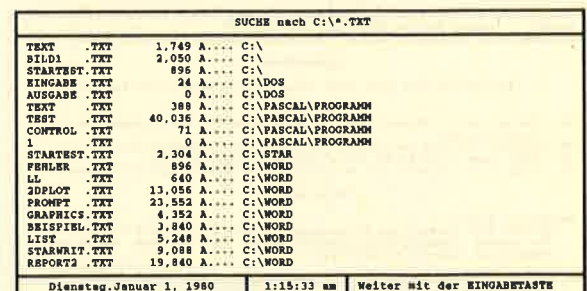 SUCHE nach C:\*.TXT
TEXT .TXT 1,749 A.... C:\
BILD1 .TXT 2,050 A.... C:\
STARTEST.TXT 896 A.... C:\
EINGABE .TXT 24 A.... C:\DOS
AUSGABE .TXT 0 A.... C:\DOS
TEXT .TXT 388 A.... C:\PASCAL\PROGRAMM
TEST .TXT 40,036 A.... C:\PASCAL\PROGRAMM
CONTROL .TXT 71 A.... C:\PASCAL\PROGRAMM
1 .TXT 0 A.... C:\PASCAL\PROGRAMM
STARTEST.TXT 2,304 A.... C:\STAR
FEHLER .TXT 896 A.... C:\WORD
LL .TXT 640 A.... C:\WORD
2DPLOT .TXT 13,056 A.... C:\WORD
PROMPT .TXT 23,552 A.... C:\WORD
GRAPHICS.TXT 4,352 A.... C:\WORD
BEISPIEL.TXT 3,840 A.... C:\WORD
LIST .TXT 5,248 A.... C:\WORD
STARWRIT.TXT 9,088 A.... C:\WORD
REPORT2 .TXT 19,840 A.... C:\WORD
Dienstag.Januar 1, 1980 1:15:33 am Weiter mit der EINGABETASTE